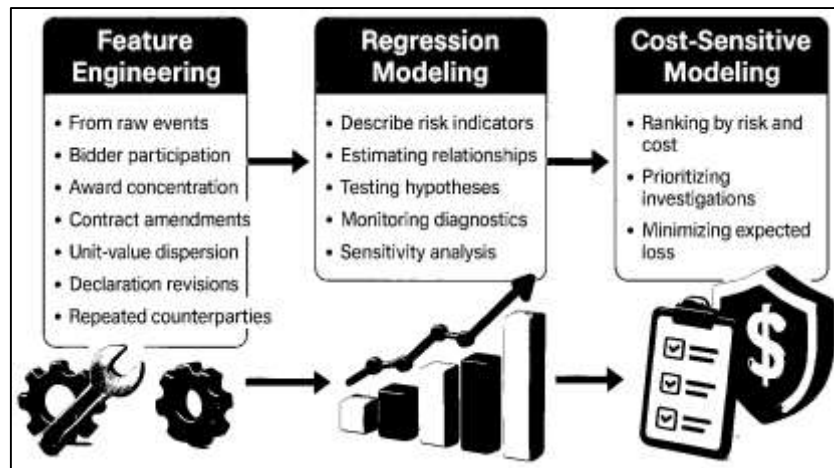 Feature
Engineering
• From raw events
• Bidder participation
• Award concentration
• Contract amendments
• Unit-value dispersion
• Declaration revisions
• Repeated counterparties
Regression
Modeling
• Describe risk indicators
• Estimating relationships
• Testing hypotheses
• Monitoring diagnostics
• Sensitivity analysis
Cost-Sensitive
Modeling
• Ranking by risk and
cost
• Prioritizing
investigations
• Minimizing expected
loss
$